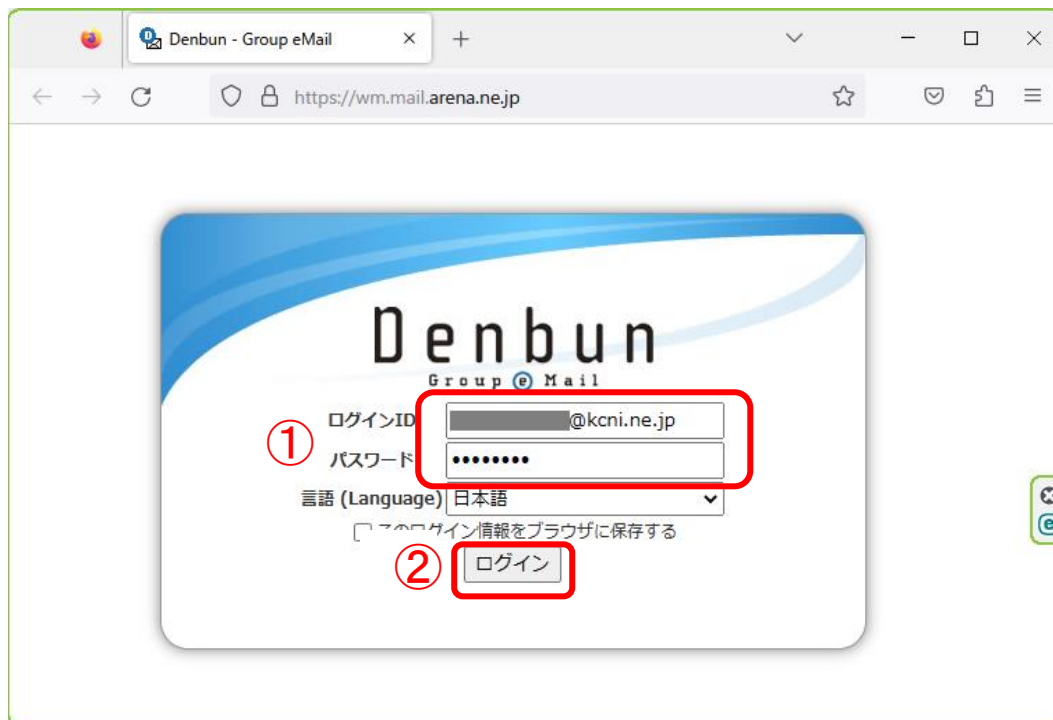 Denbun - Group eMail
https://wm.mail.arena.ne.jp
Denbun
Group e Mail
① ログインID @kcni.ne.jp
パスワード ••••••••
言語 (Language) 日本語
このログイン情報をブラウザに保存する
② ログイン